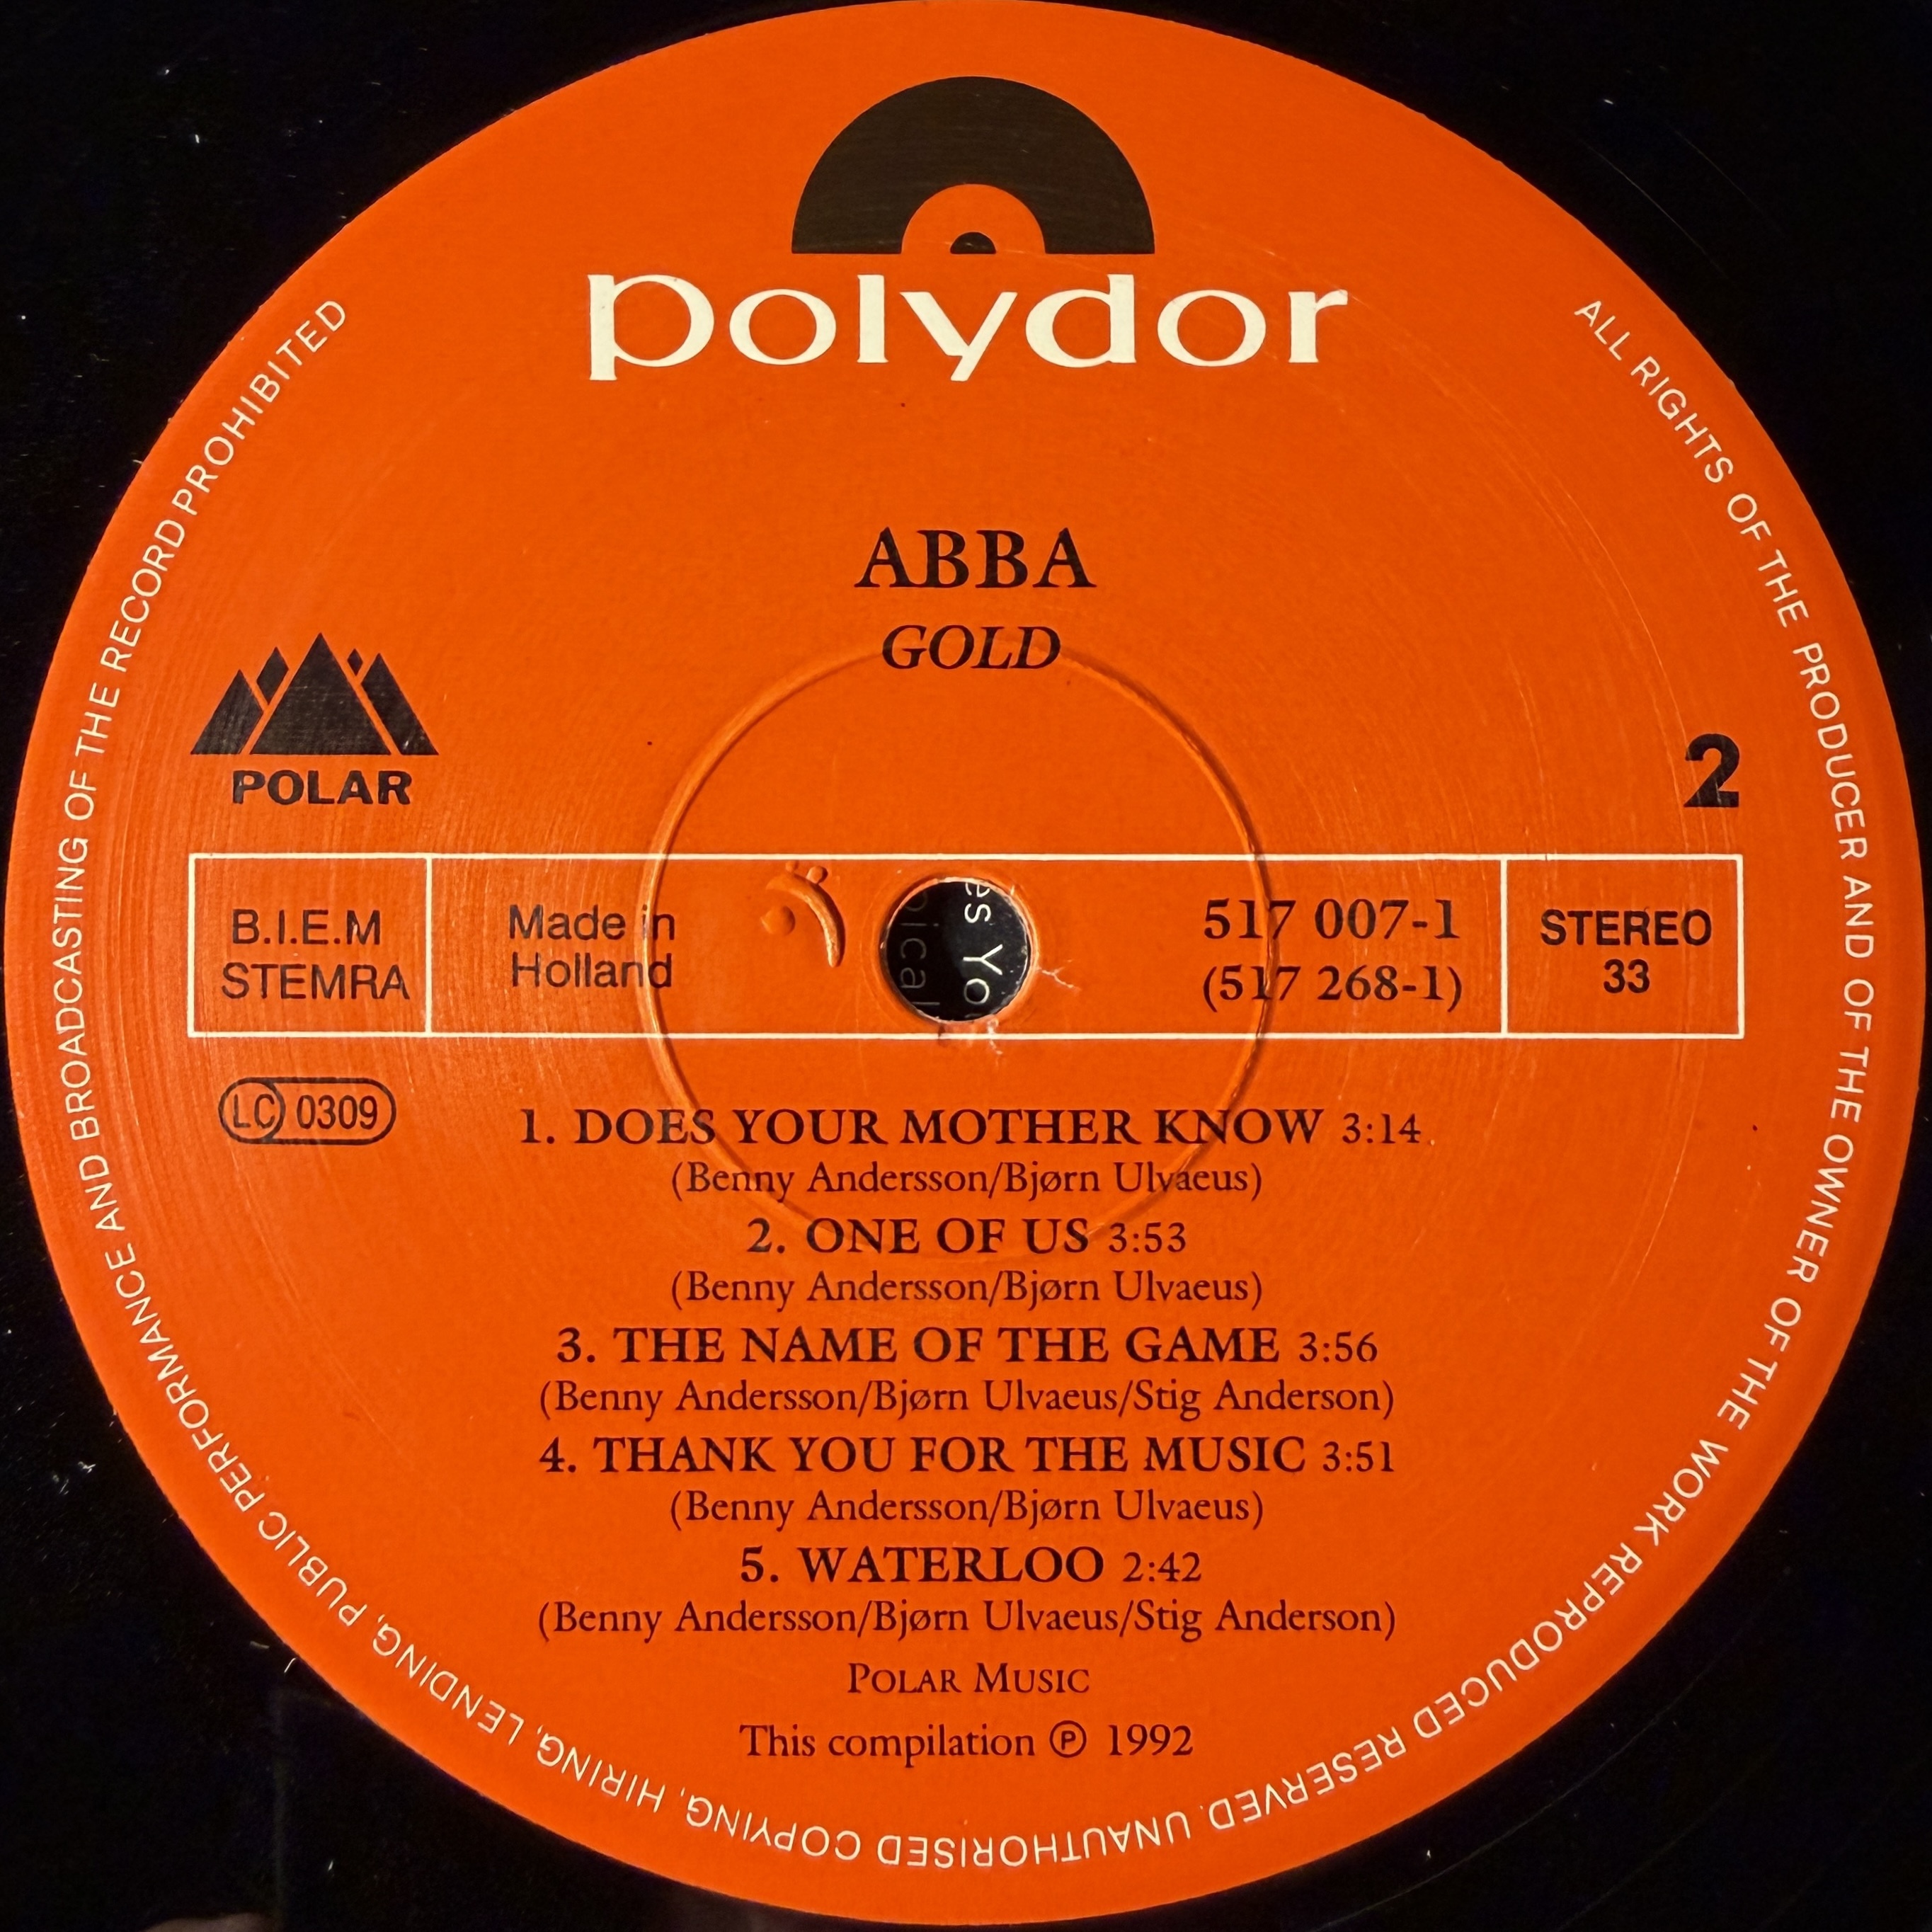 polydor
ABBA
GOLD
POLAR
2
B.I.E.M
STEMRA
Made in
Holland
517 007-1
(517 268-1)
STEREO
33
LC 0309
1. DOES YOUR MOTHER KNOW 3:14
(Benny Andersson/Bjørn Ulvaeus)
2. ONE OF US 3:53
(Benny Andersson/Bjørn Ulvaeus)
3. THE NAME OF THE GAME 3:56
(Benny Andersson/Bjørn Ulvaeus/Stig Anderson)
4. THANK YOU FOR THE MUSIC 3:51
(Benny Andersson/Bjørn Ulvaeus)
5. WATERLOO 2:42
(Benny Andersson/Bjørn Ulvaeus/Stig Anderson)
POLAR MUSIC
This compilation ℗ 1992
ALL RIGHTS OF THE PRODUCER AND OF THE OWNER OF THE WORK REPRODUCED RESERVED. UNAUTHORISED COPYING, HIRING, LENDING, PUBLIC PERFORMANCE AND BROADCASTING OF THE RECORD PROHIBITED